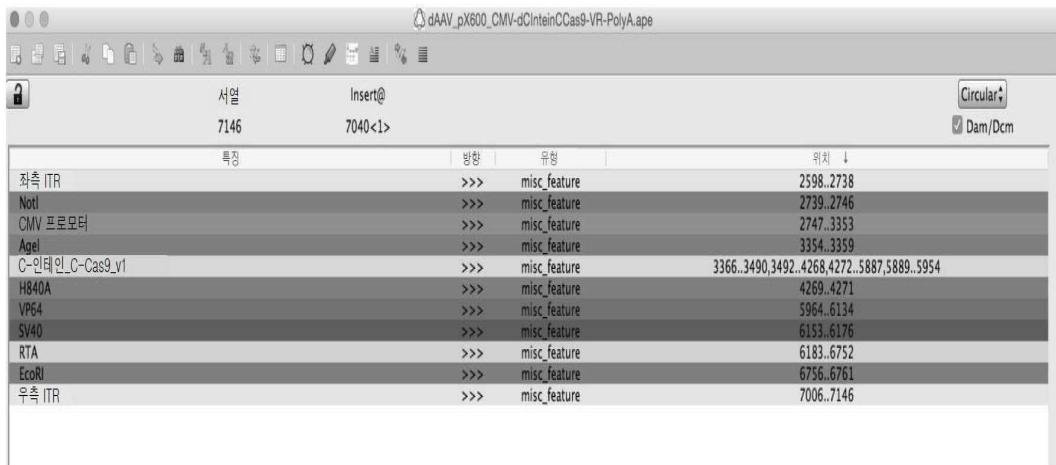 dAAV_pX600_CMV-dCInteinCCas9-VR-PolyA.ape
서열 Insert@ Circular
7146 7040<1> Dam/Dcm
특징 방향 유형 위치 ↓
좌측 ITR >>> misc_feature 2598..2738
NotI >>> misc_feature 2739..2746
CMV 프로모터 >>> misc_feature 2747..3353
AgeI >>> misc_feature 3354..3359
C-인테인_C-Cas9_v1 >>> misc_feature 3366..3490,3492..4268,4272..5887,5889..5954
H840A >>> misc_feature 4269..4271
VP64 >>> misc_feature 5964..6134
SV40 >>> misc_feature 6153..6176
RTA >>> misc_feature 6183..6752
EcoRI >>> misc_feature 6756..6761
우측 ITR >>> misc_feature 7006..7146